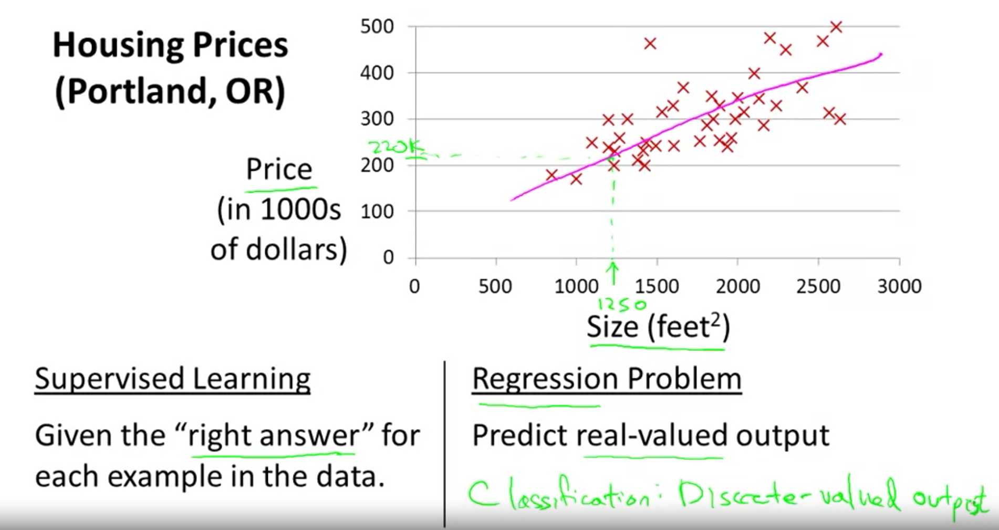 Housing Prices
(Portland, OR)
500
400
300
220K
200
100
0
Price
(in 1000s
of dollars)
0 500 1000 1500 2000 2500 3000
1250
Size (feet²)
Supervised Learning
Given the “right answer” for
each example in the data.
Regression Problem
Predict real-valued output
Classification: Discrete-valued output